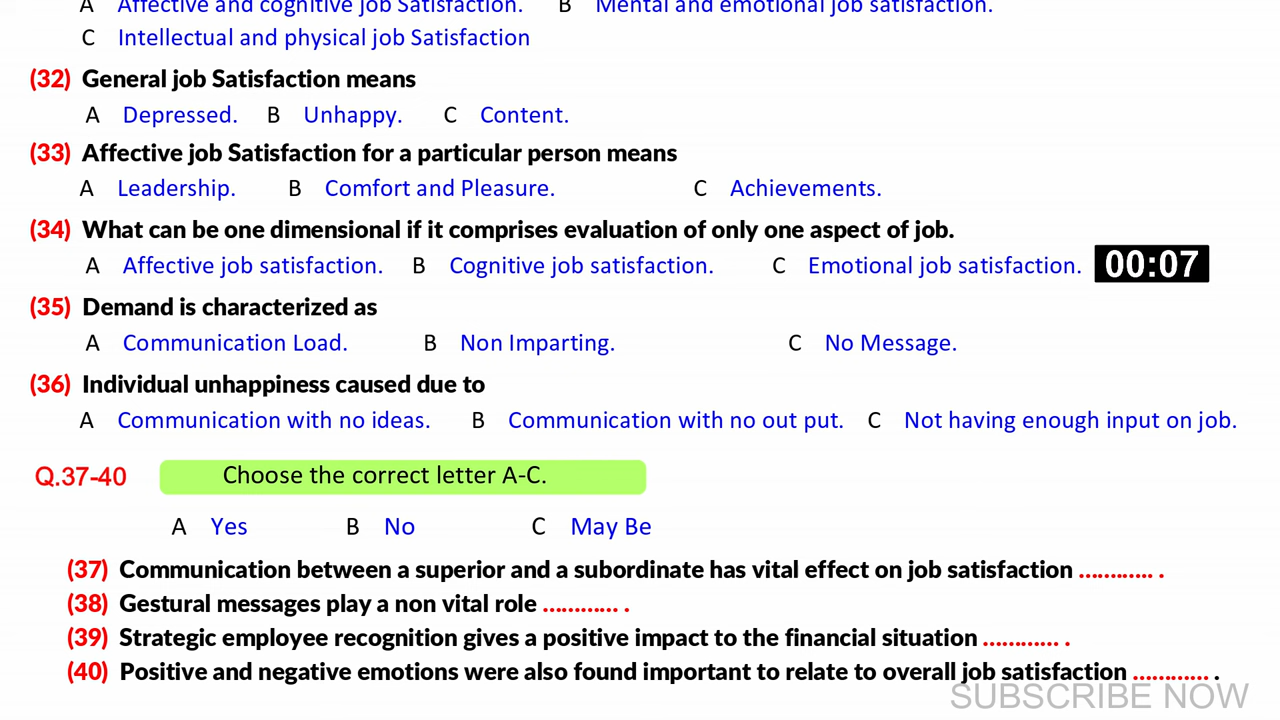 A Affective and cognitive job Satisfaction. B Mental and emotional job satisfaction.
C Intellectual and physical job Satisfaction
(32) General job Satisfaction means
A Depressed. B Unhappy. C Content.
(33) Affective job Satisfaction for a particular person means
A Leadership. B Comfort and Pleasure. C Achievements.
(34) What can be one dimensional if it comprises evaluation of only one aspect of job.
A Affective job satisfaction. B Cognitive job satisfaction. C Emotional job satisfaction. 00:07
(35) Demand is characterized as
A Communication Load. B Non Imparting. C No Message.
(36) Individual unhappiness caused due to
A Communication with no ideas. B Communication with no out put. C Not having enough input on job.
Q.37-40 Choose the correct letter A-C.
A Yes B No C May Be
(37) Communication between a superior and a subordinate has vital effect on job satisfaction ............ .
(38) Gestural messages play a non vital role ............ .
(39) Strategic employee recognition gives a positive impact to the financial situation ............ .
(40) Positive and negative emotions were also found important to relate to overall job satisfaction ............ .
SUBSCRIBE NOW